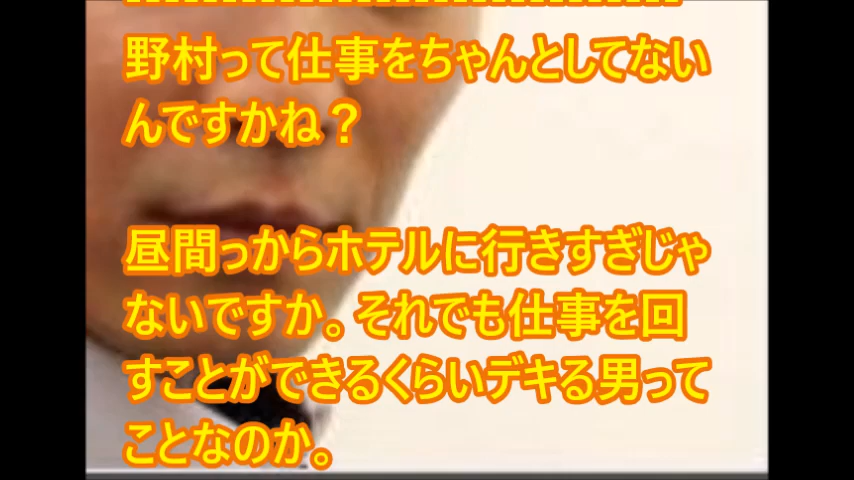 野村って仕事をちゃんとしてない
んですかね？
昼間っからホテルに行きすぎじゃ
ないですか。それでも仕事を回
すことができるくらいデキる男って
ことなのか。